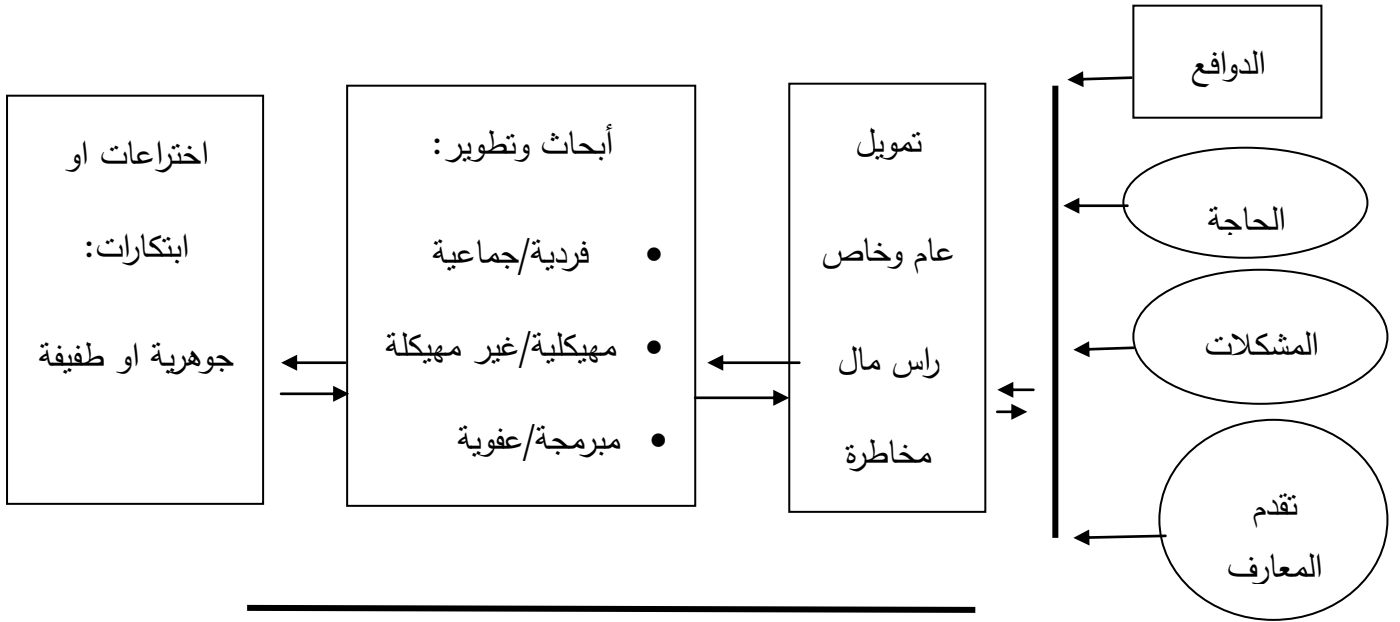 الدوافع
الحاجة
المشكلات
تقدم
المعارف
تمويل
عام وخاص
راس مال
مخاطرة
أبحاث وتطوير:
• فردية/جماعية
• مهيكلية/غير مهيكلة
• مبرمجة/عفوية
اختراعات او
ابتكارات:
جوهرية او طفيفة